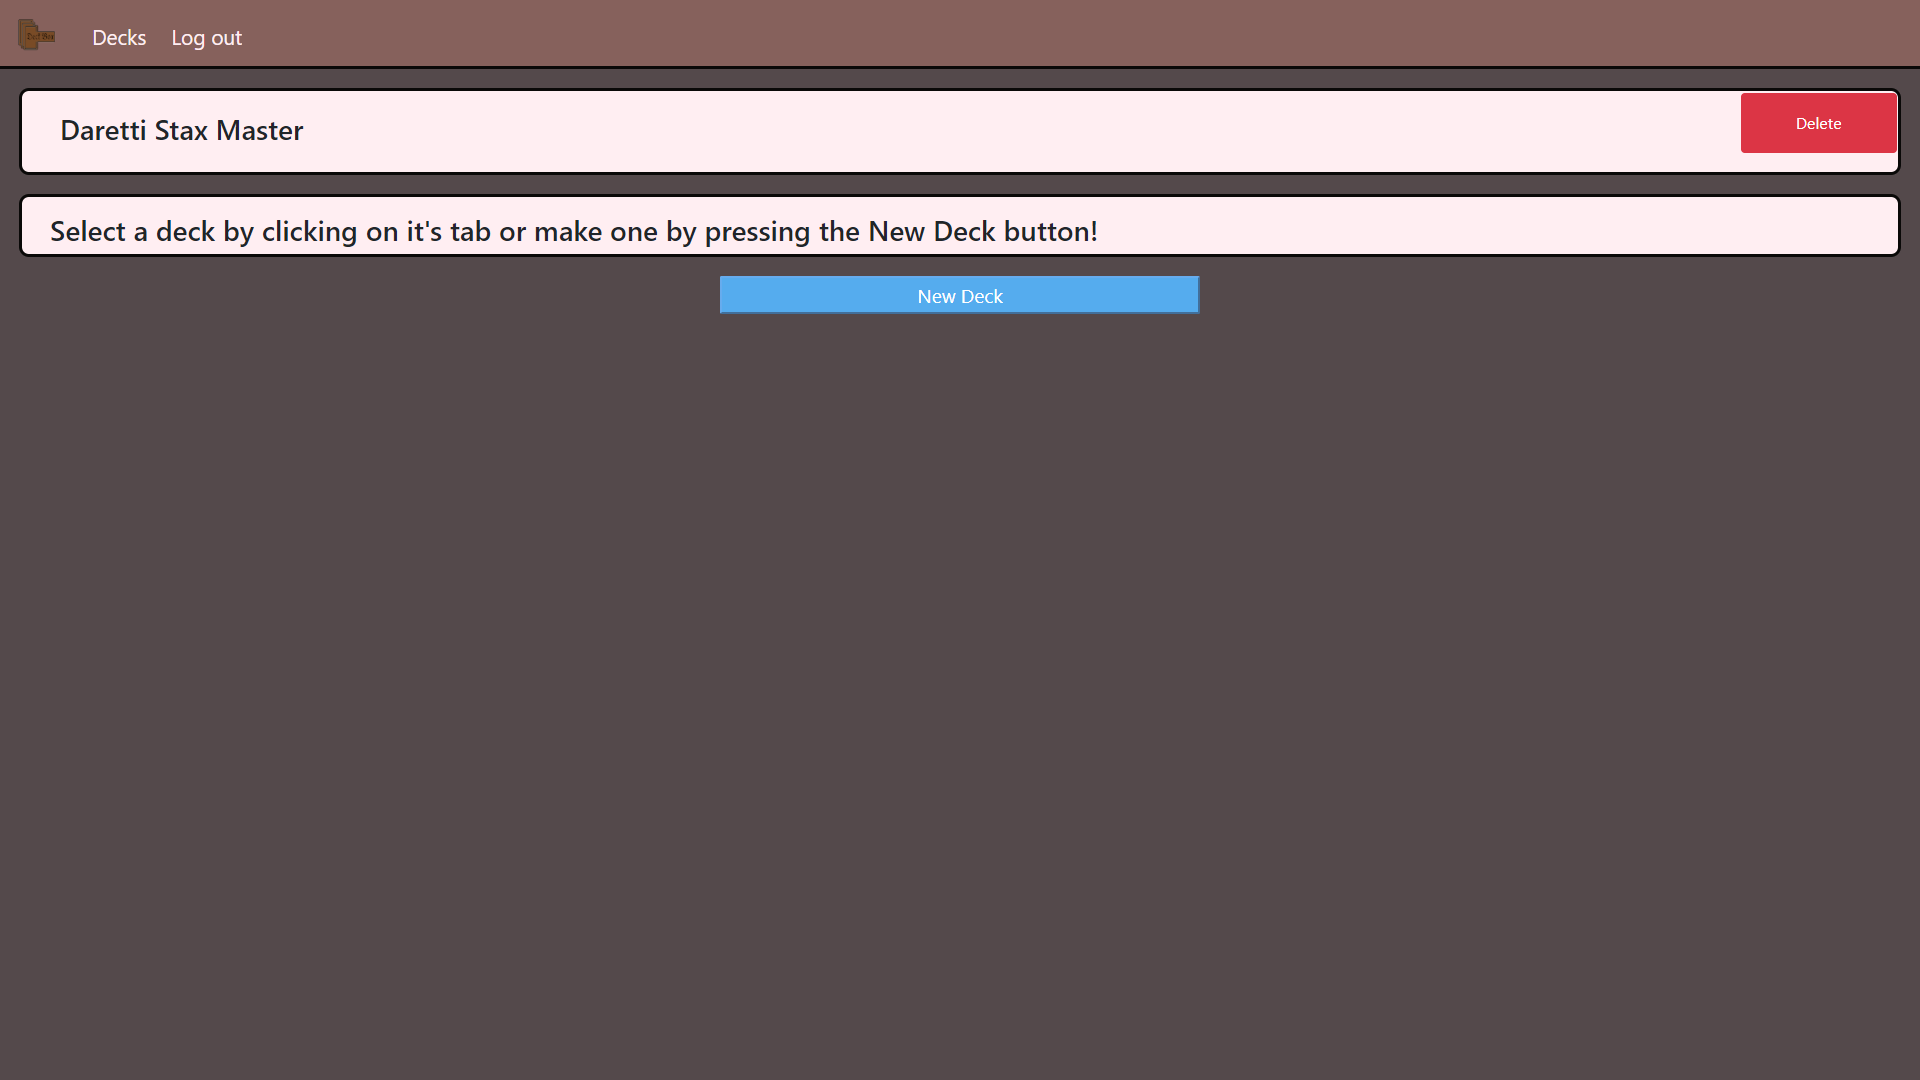 Decks Log out
Daretti Stax Master
Delete
Select a deck by clicking on it's tab or make one by pressing the New Deck button!
New Deck